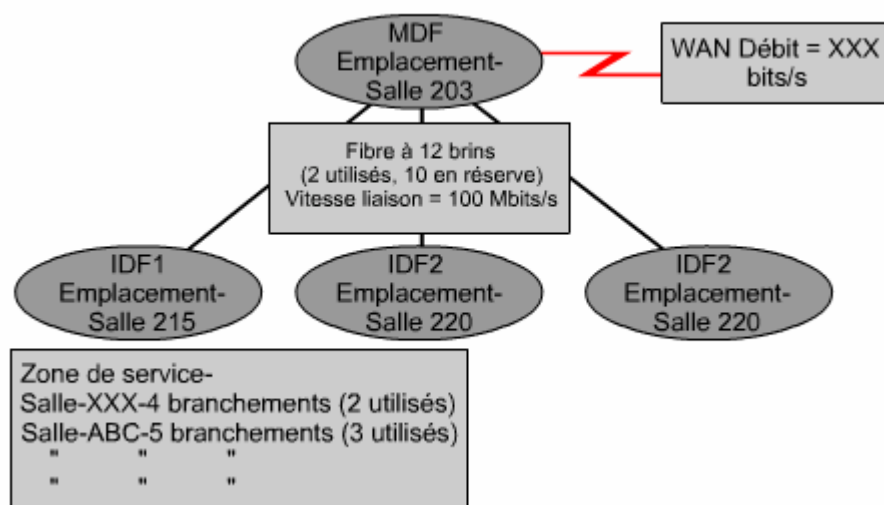 MDF
Emplacement-
Salle 203
WAN Débit = XXX
bits/s
Fibre à 12 brins
(2 utilisés, 10 en réserve)
Vitesse liaison = 100 Mbits/s
IDF1
Emplacement-
Salle 215
IDF2
Emplacement-
Salle 220
IDF2
Emplacement-
Salle 220
Zone de service-
Salle-XXX-4 branchements (2 utilisés)
Salle-ABC-5 branchements (3 utilisés)
" " "
" " "